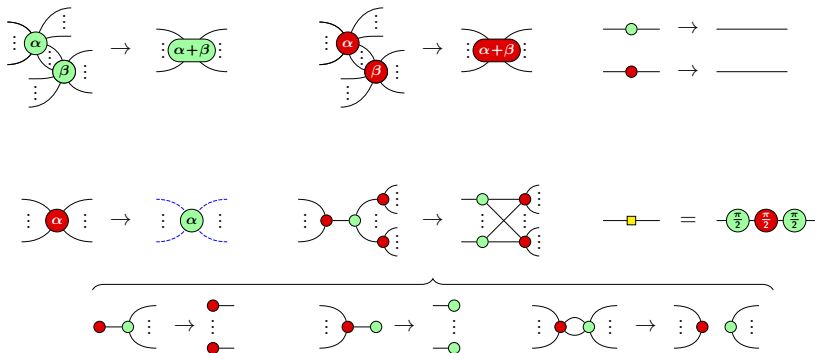 α → α+β α → α+β →
β β
→
α → α → = π/2 π/2 π/2
→ → →